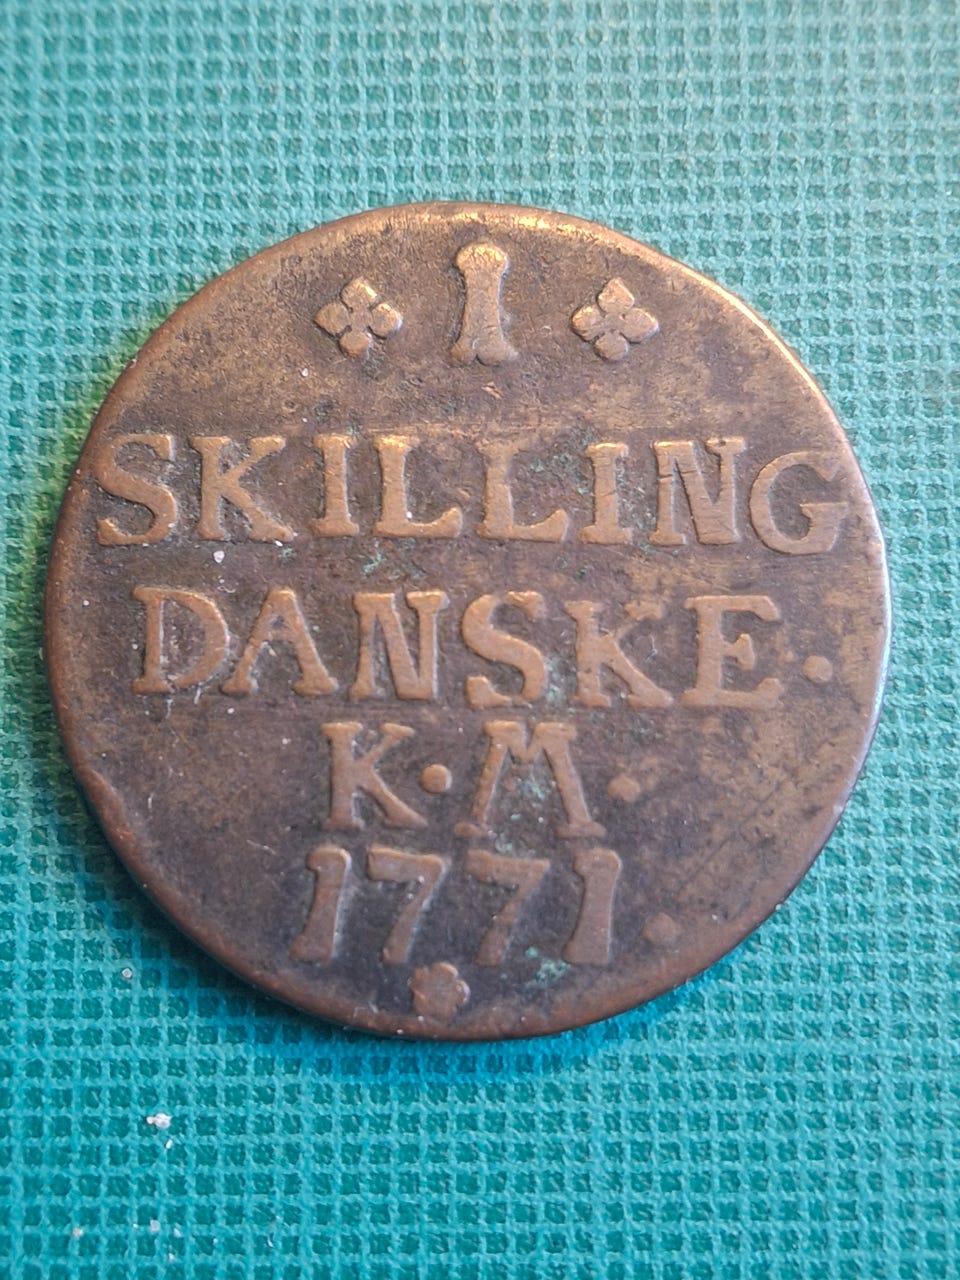 1
SKILLING
DANSKE.
K·M·
1771.